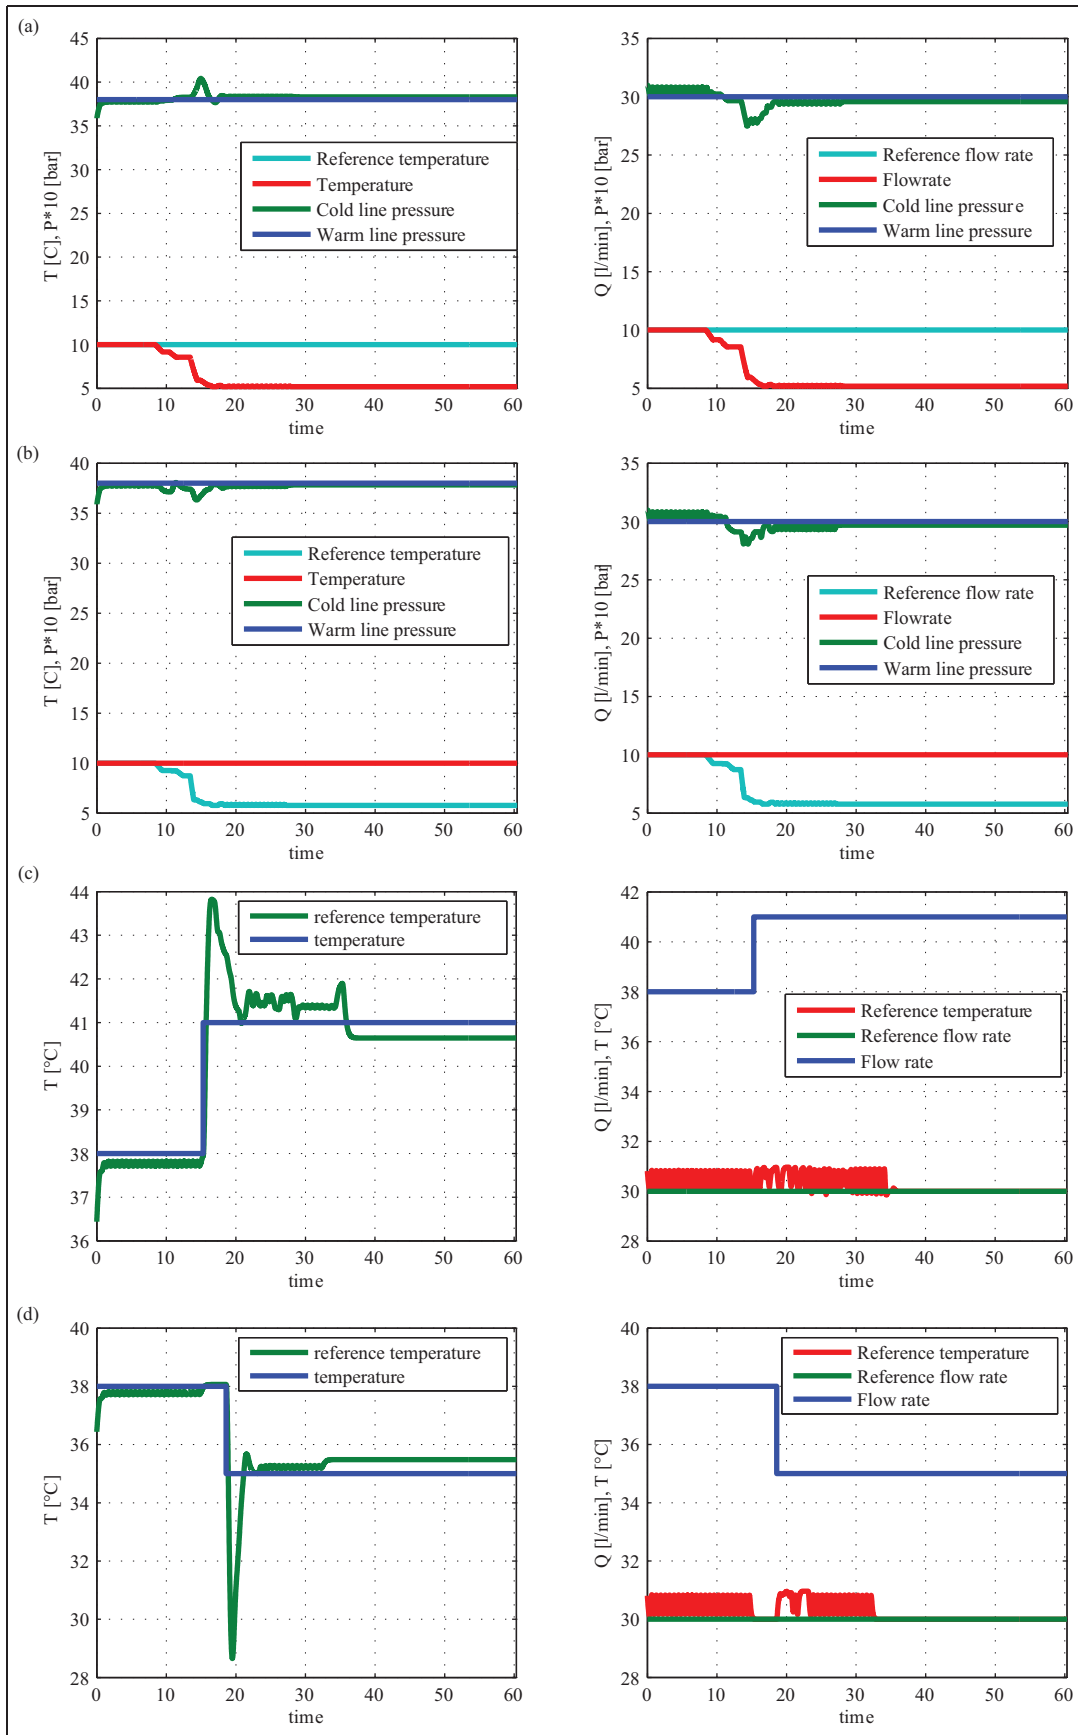 (a)
45
40
35
30
25
20
15
10
5
T [C], P*10 [bar]
Reference temperature
Temperature
Cold line pressure
Warm line pressure
0 10 20 30 40 50 60
time
35
30
25
20
15
10
5
Q [l/min], P*10 [bar]
Reference flow rate
Flowrate
Cold line pressure
Warm line pressure
0 10 20 30 40 50 60
time
(b)
40
35
30
25
20
15
10
5
T [C], P*10 [bar]
Reference temperature
Temperature
Cold line pressure
Warm line pressure
0 10 20 30 40 50 60
time
35
30
25
20
15
10
5
Q [l/min], P*10 [bar]
Reference flow rate
Flowrate
Cold line pressure
Warm line pressure
0 10 20 30 40 50 60
time
(c)
44
43
42
41
40
39
38
37
36
T [°C]
reference temperature
temperature
0 10 20 30 40 50 60
time
42
40
38
36
34
32
30
28
Q [l/min], T [°C]
Reference temperature
Reference flow rate
Flow rate
0 10 20 30 40 50 60
time
(d)
40
38
36
34
32
30
28
T [°C]
reference temperature
temperature
0 10 20 30 40 50 60
time
40
38
36
34
32
30
28
Q [l/min], T [°C]
Reference temperature
Reference flow rate
Flow rate
0 10 20 30 40 50 60
time